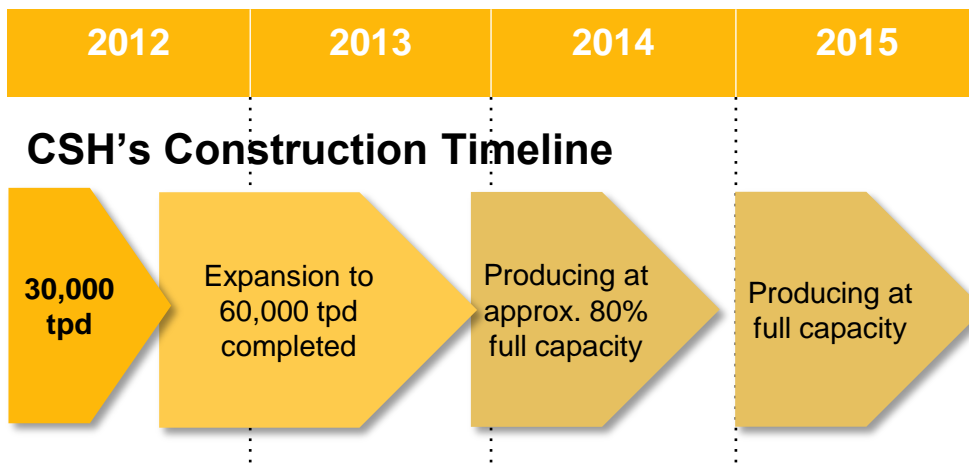 2012 2013 2014 2015
CSH’s Construction Timeline
30,000
tpd
Expansion to
60,000 tpd
completed
Producing at
approx. 80%
full capacity
Producing at
full capacity